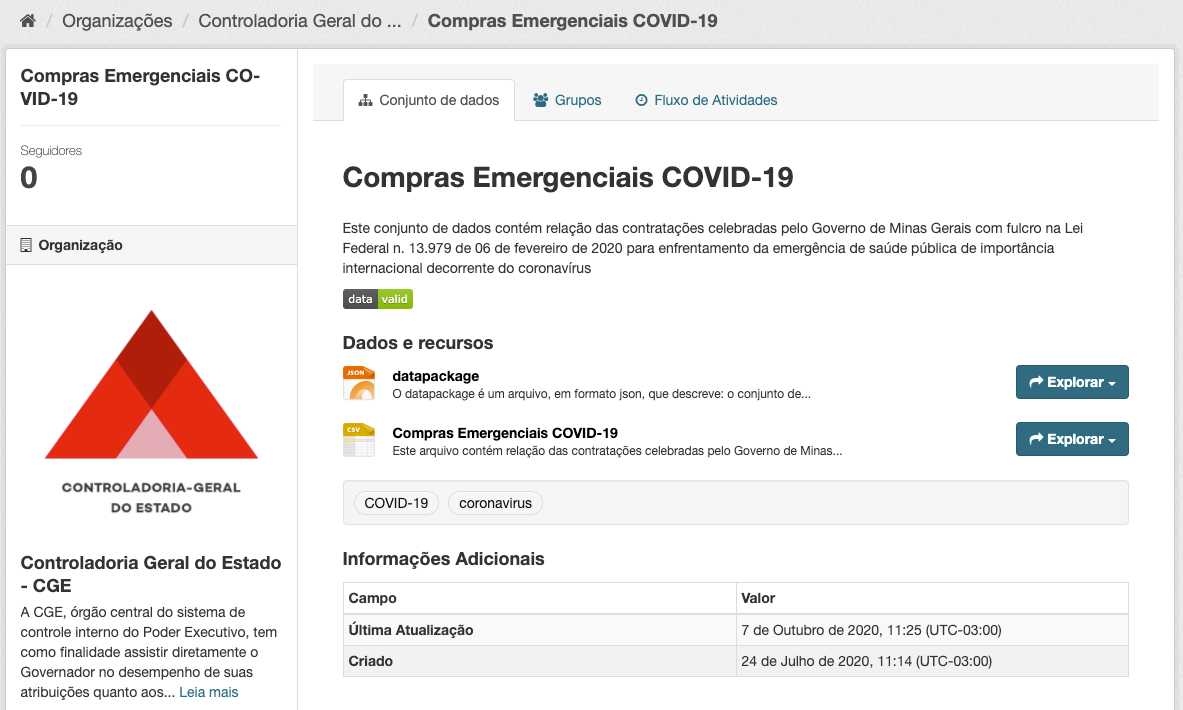 Organizações / Controladoria Geral do ... / Compras Emergenciais COVID-19
Compras Emergenciais CO-
VID-19
Seguidores
0
Organização
CONTROLADORIA-GERAL
DO ESTADO
Controladoria Geral do Estado
- CGE
A CGE, órgão central do sistema de
controle interno do Poder Executivo, tem
como finalidade assistir diretamente o
Governador no desempenho de suas
atribuições quanto aos... Leia mais
Conjunto de dados
Grupos
Fluxo de Atividades
Compras Emergenciais COVID-19
Este conjunto de dados contém relação das contratações celebradas pelo Governo de Minas Gerais com fulcro na Lei
Federal n. 13.979 de 06 de fevereiro de 2020 para enfrentamento da emergência de saúde pública de importância
internacional decorrente do coronavírus
data valid
Dados e recursos
JSON
datapackage
O datapackage é um arquivo, em formato json, que descreve: o conjunto de...
Explorar
CSV
Compras Emergenciais COVID-19
Este arquivo contém relação das contratações celebradas pelo Governo de Minas...
Explorar
COVID-19
coronavirus
Informações Adicionais
Campo Valor
Última Atualização 7 de Outubro de 2020, 11:25 (UTC-03:00)
Criado 24 de Julho de 2020, 11:14 (UTC-03:00)